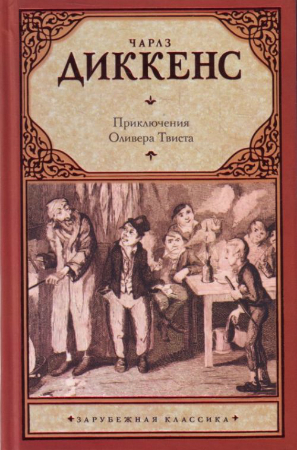 ЧАРЛЗ
ДИККЕНС
Приключения
Оливера Твиста
ЗАРУБЕЖНАЯ КЛАССИКА